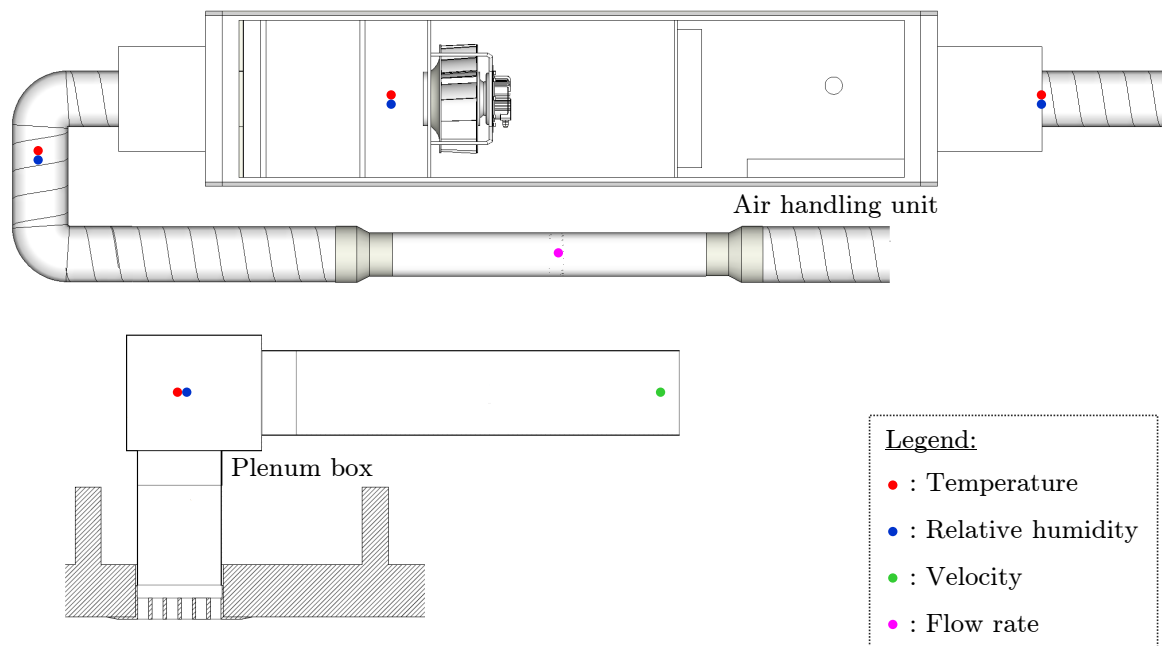 Air handling unit
Plenum box
Legend:
: Temperature
: Relative humidity
: Velocity
: Flow rate